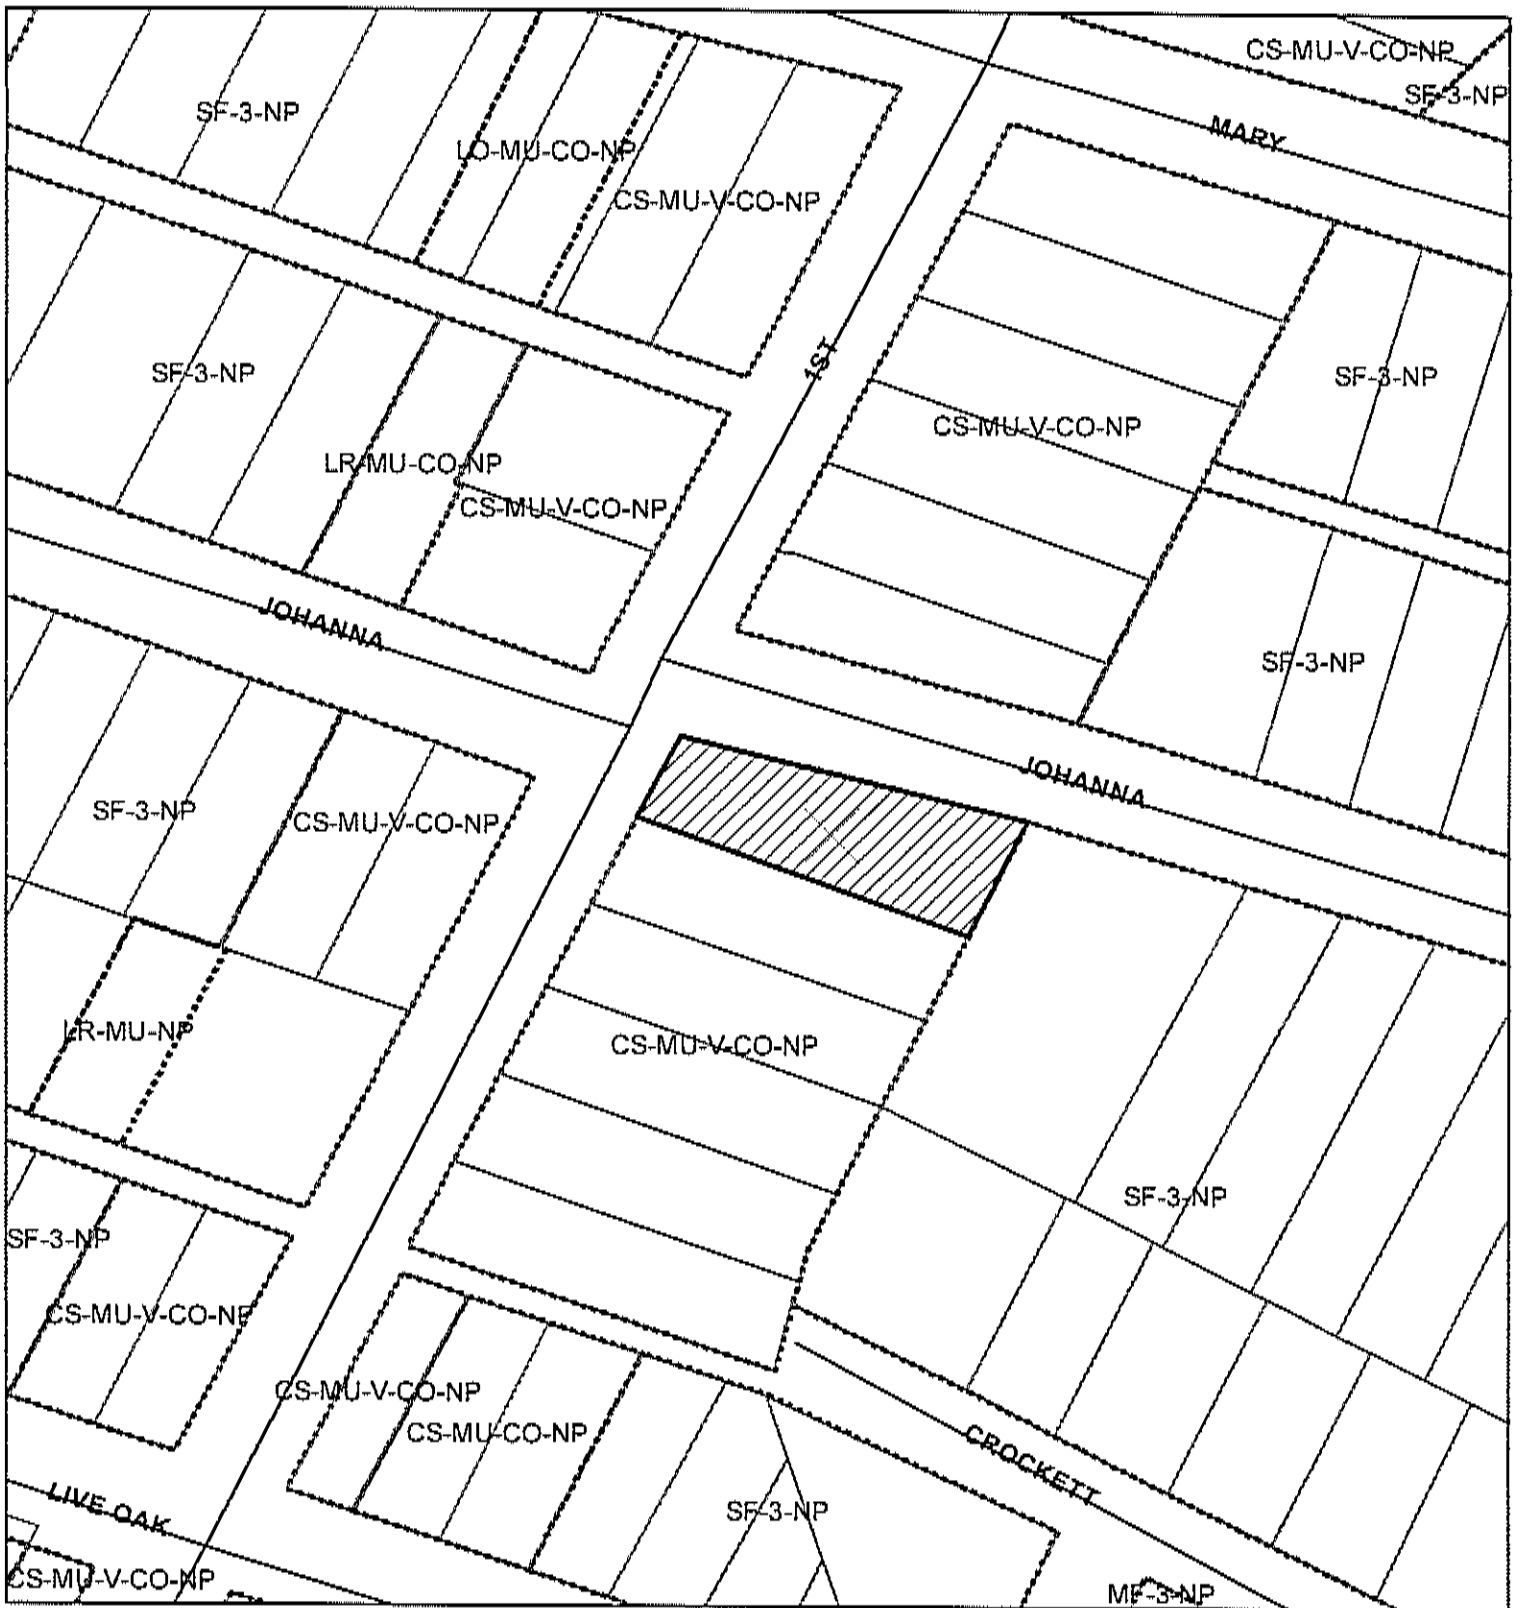 CS-MU-V-CO-NP
SF-3-NP
SF-3-NP
MARY
LO-MU-CO-NP
CS-MU-V-CO-NP
1ST
SF-3-NP
SF-3-NP
CS-MU-V-CO-NP
LR-MU-CO-NP
CS-MU-V-CO-NP
JOHANNA
SF-3-NP
JOHANNA
SF-3-NP
CS-MU-V-CO-NP
LR-MU-NP
CS-MU-V-CO-NP
SF-3-NP
SF-3-NP
CS-MU-V-CO-NP
CS-MU-V-CO-NP
CS-MU-CO-NP
CROCKETT
LIVE OAK
SF-3-NP
CS-MU-V-CO-NP
MF-3-NP